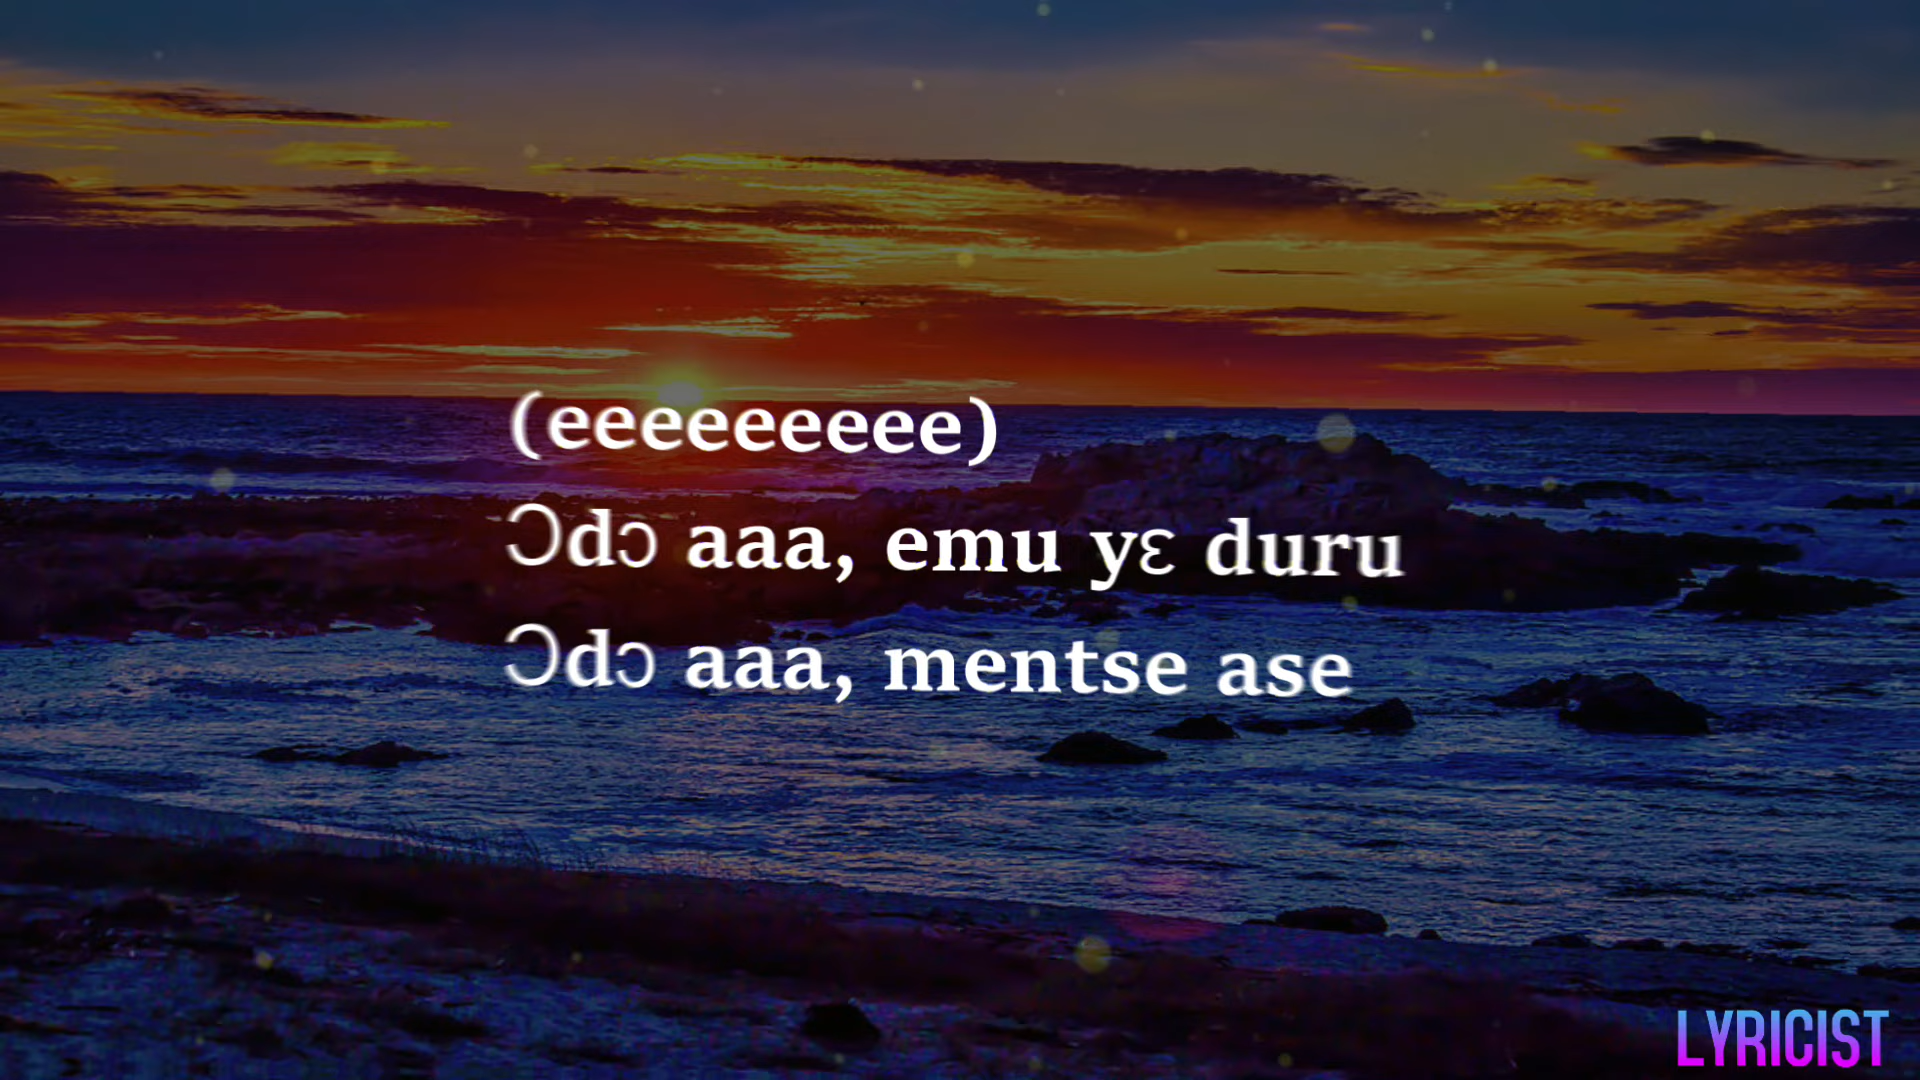 (eeeeeeeee)
Ɔdɔ aaa, emu yɛ duru
Ɔdɔ aaa, mentse ase
LYRICIST